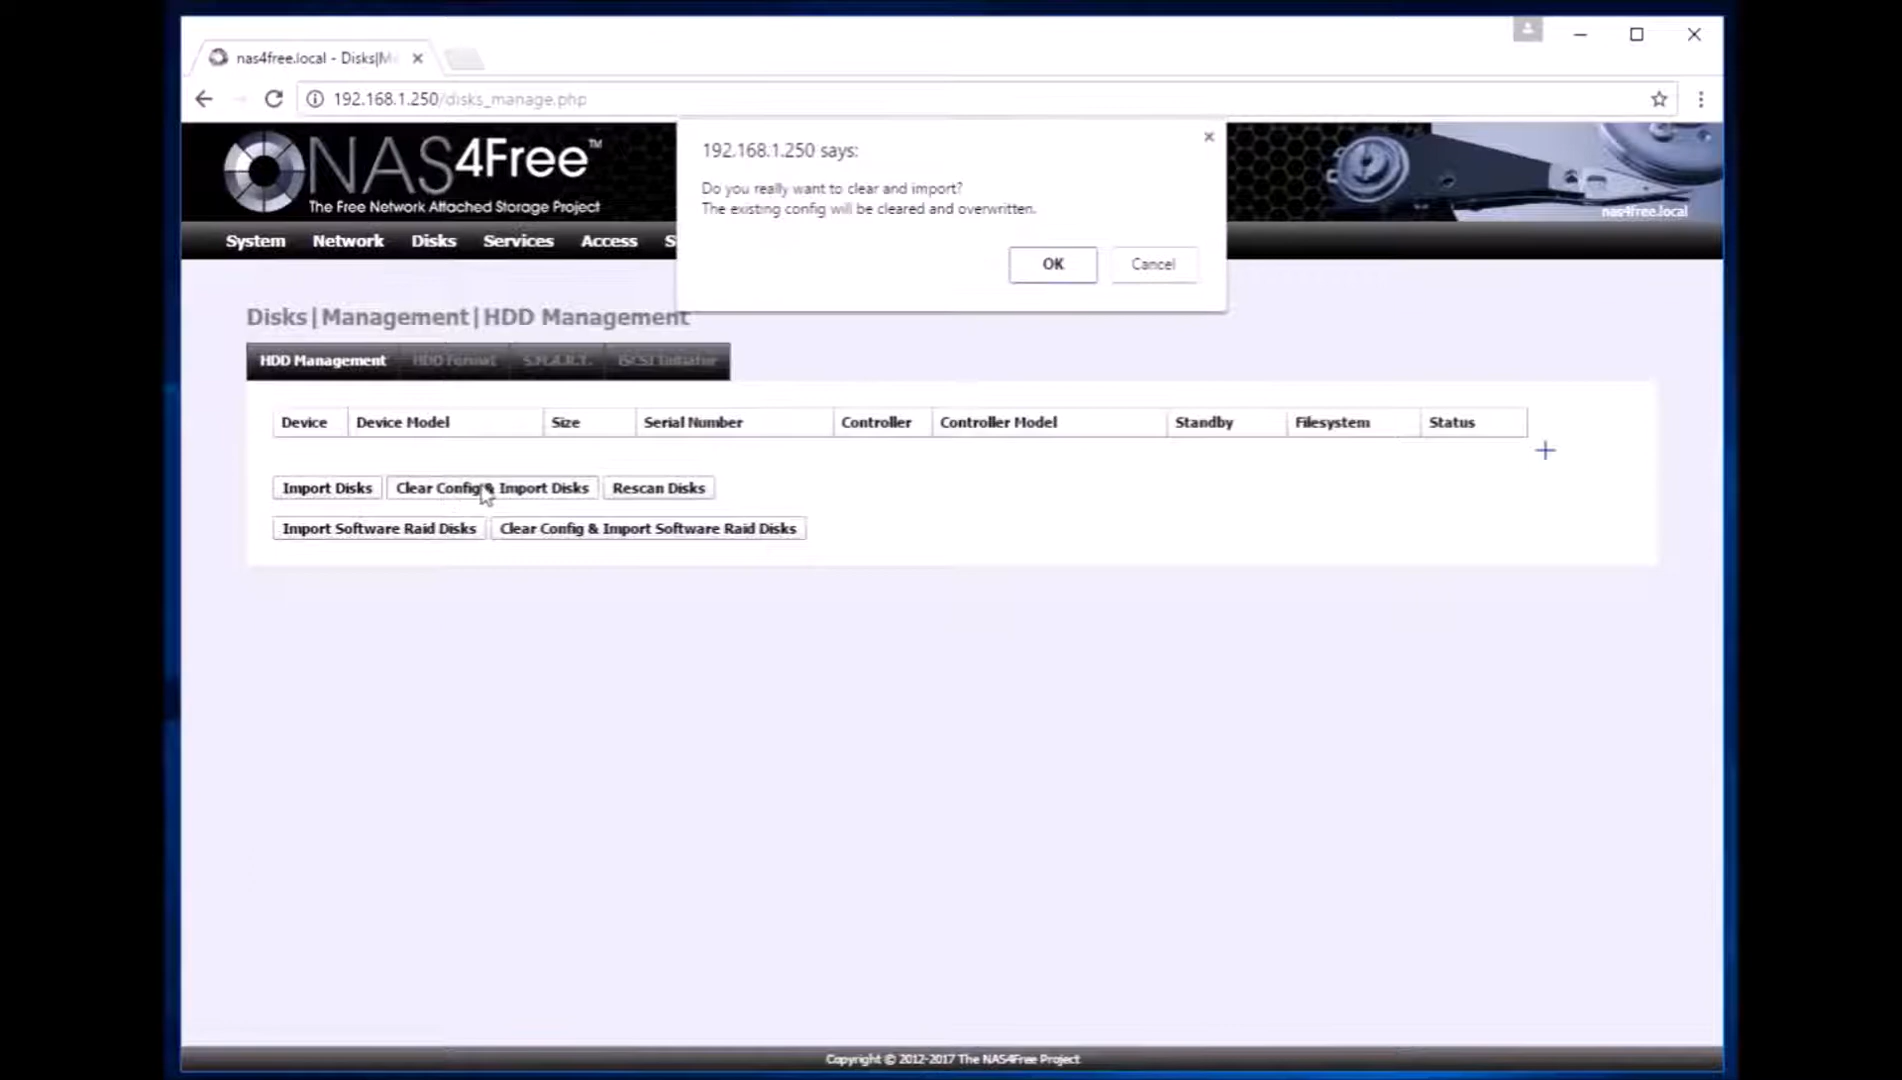 nas4free.local - Disks|M
192.168.1.250/disks_manage.php
NAS4Free™
The Free Network Attached Storage Project
nas4free.local
192.168.1.250 says:
Do you really want to clear and import?
The existing config will be cleared and overwritten.
OK Cancel
System Network Disks Services Access S
Disks|Management|HDD Management
HDD Management HDD Format S.M.A.R.T. iSCSI Initiator
Device Device Model Size Serial Number Controller Controller Model Standby Filesystem Status
Import Disks Clear Config & Import Disks Rescan Disks
Import Software Raid Disks Clear Config & Import Software Raid Disks
Copyright © 2012-2017 The NAS4Free Project